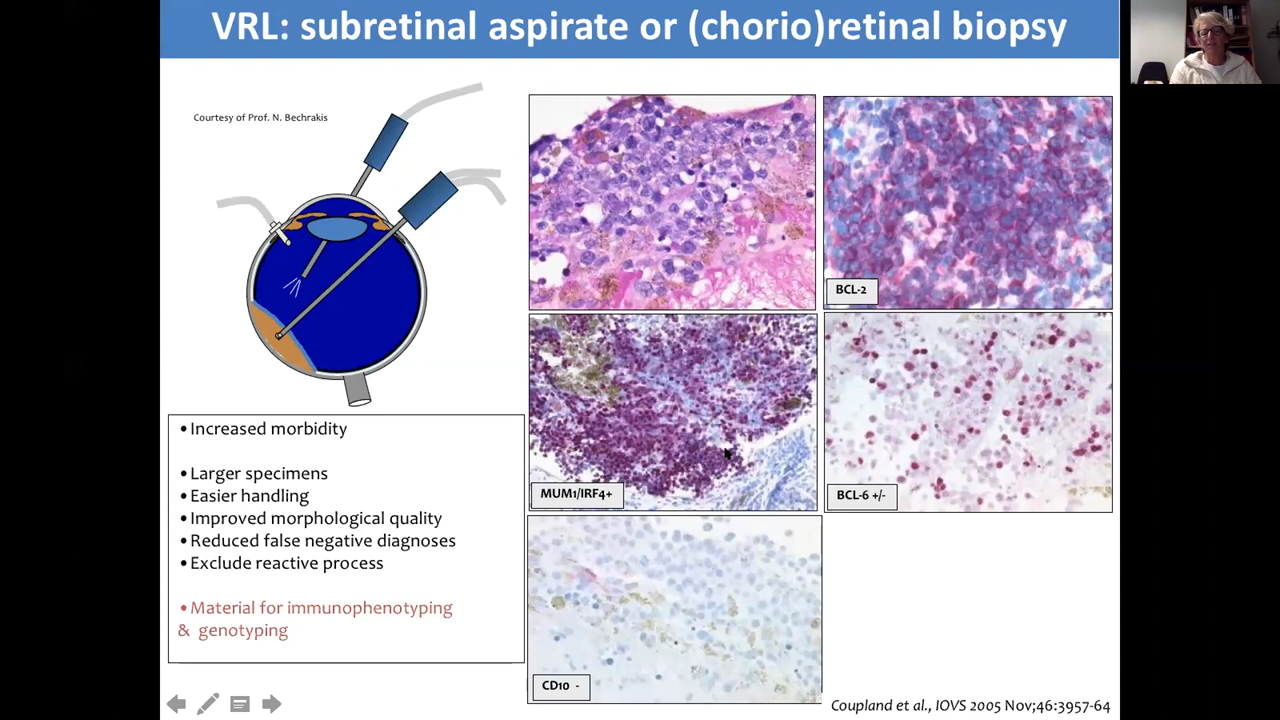 VRL: subretinal aspirate or (chorio)retinal biopsy
Courtesy of Prof. N. Bechrakis
•Increased morbidity
•Larger specimens
•Easier handling
•Improved morphological quality
•Reduced false negative diagnoses
•Exclude reactive process
•Material for immunophenotyping
& genotyping
BCL-2
MUM1/IRF4+
BCL-6 +/-
CD10 -
Coupland et al., IOVS 2005 Nov;46:3957-64